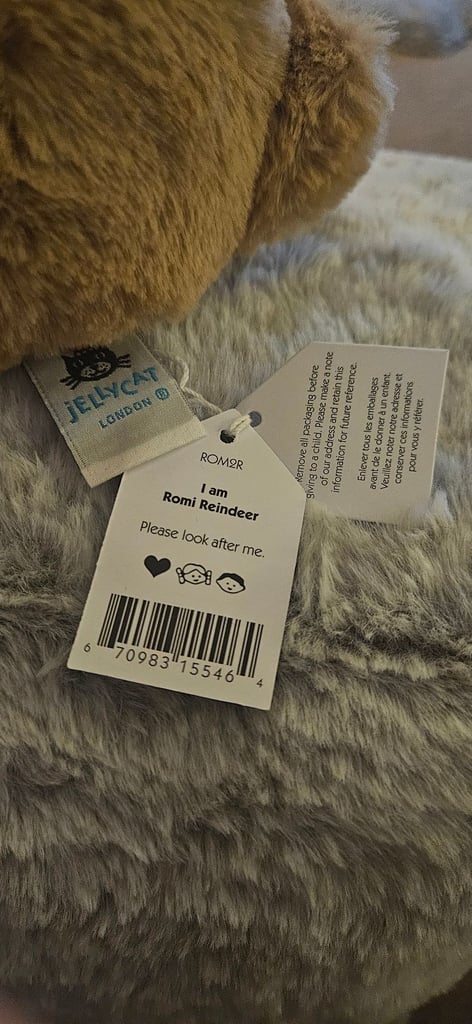 JELLYCAT
LONDON ®
ROM2R
I am
Romi Reindeer
Please look after me.
6 70983 15546 4
Remove all packaging before
giving to a child. Please make a note
of our address and retain this
information for future reference.
Enlever tous les emballages
avant de le donner à un enfant.
Veuillez noter notre adresse et
conserver ces informations
pour vous y référer.